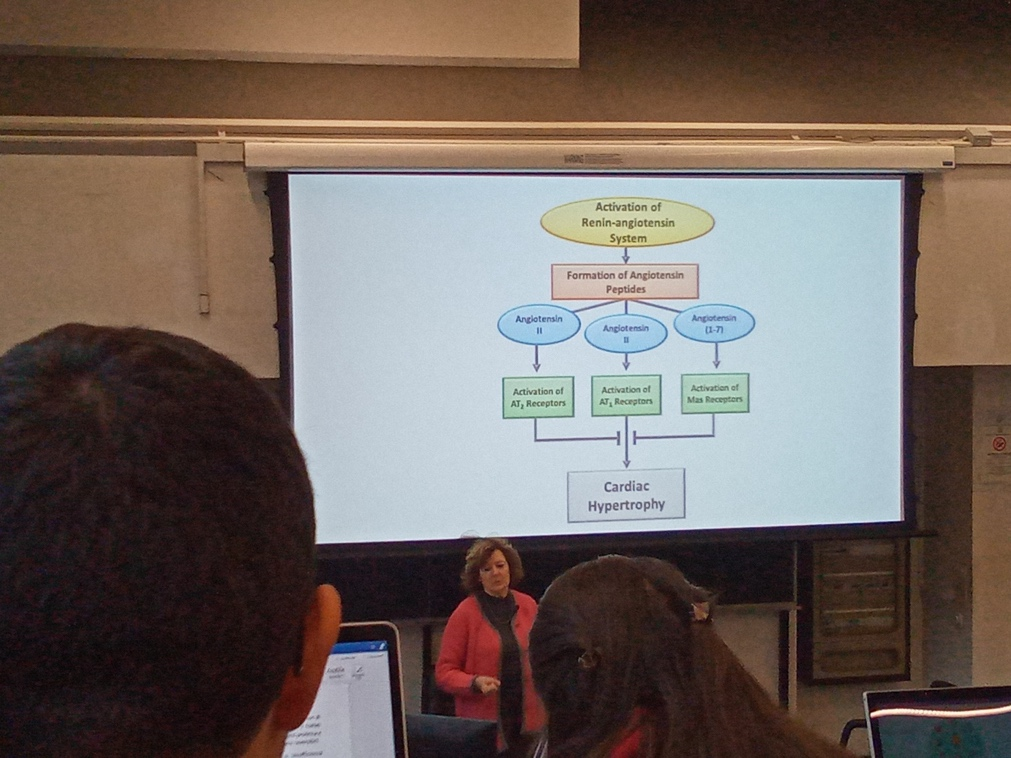 Activation of
Renin-angiotensin
System
Formation of Angiotensin
Peptides
Angiotensin
II
Angiotensin
II
Angiotensin
(1-7)
Activation of
AT₂ Receptors
Activation of
AT₁ Receptors
Activation of
Mas Receptors
Cardiac
Hypertrophy